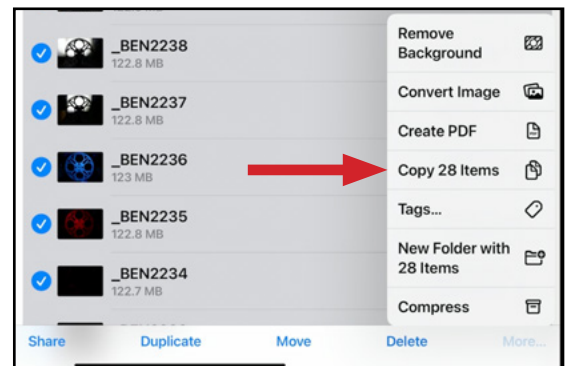 _BEN2238
122.8 MB
_BEN2237
122.8 MB
_BEN2236
123 MB
_BEN2235
122.8 MB
_BEN2234
122.7 MB
Remove
Background
Convert Image
Create PDF
Copy 28 Items
Tags...
New Folder with
28 Items
Compress
Share
Duplicate
Move
Delete
More...